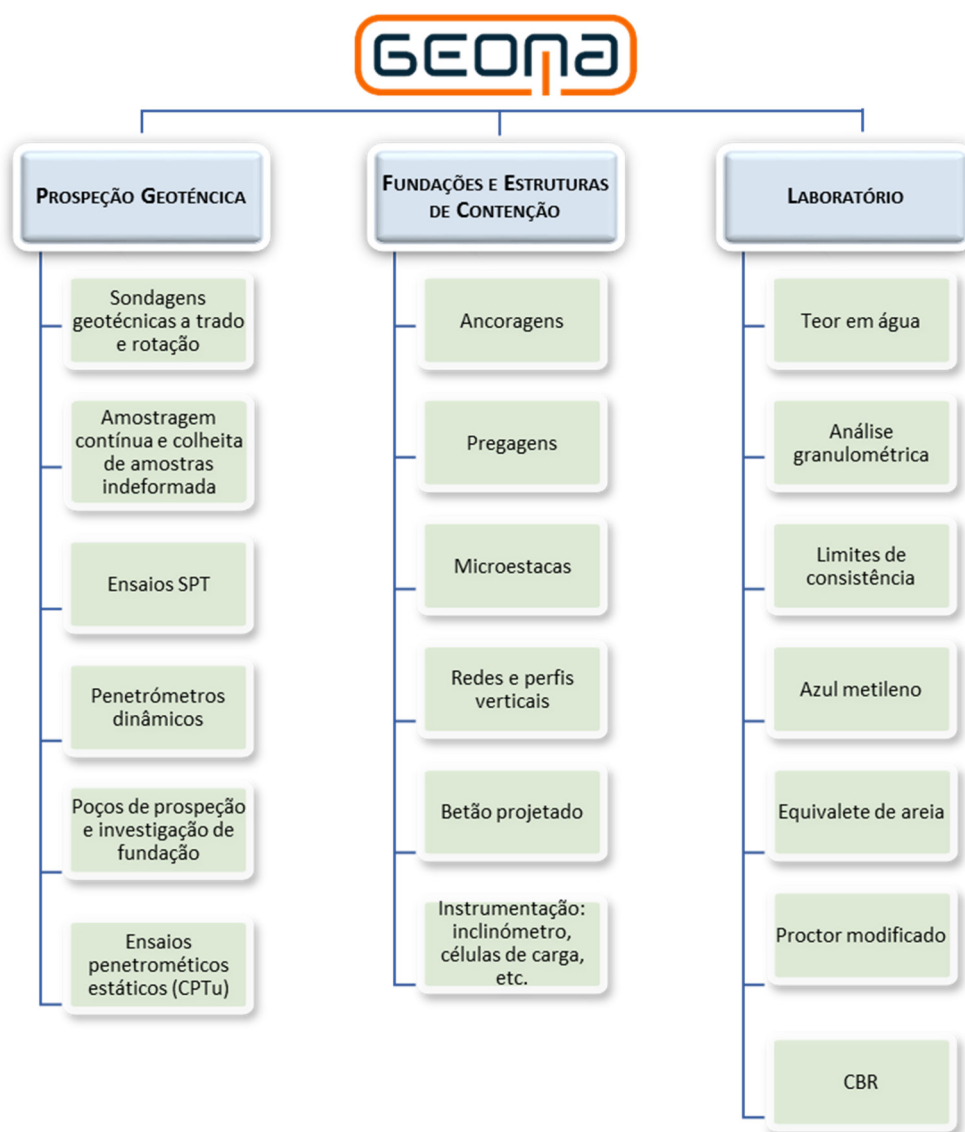 GEOMA
PROSPEÇÃO GEOTÉNCICA
Sondagens
geotécnicas a trado
e rotação
Amostragem
contínua e colheita
de amostras
indeformada
Ensaios SPT
Penetrómetros
dinâmicos
Poços de prospeção
e investigação de
fundação
Ensaios
penetrométicos
estáticos (CPTu)
FUNDAÇÕES E ESTRUTURAS
DE CONTENÇÃO
Ancoragens
Pregagens
Microestacas
Redes e perfis
verticais
Betão projetado
Instrumentação:
inclinómetro,
células de carga,
etc.
LABORATÓRIO
Teor em água
Análise
granulométrica
Limites de
consistência
Azul metileno
Equivalete de areia
Proctor modificado
CBR